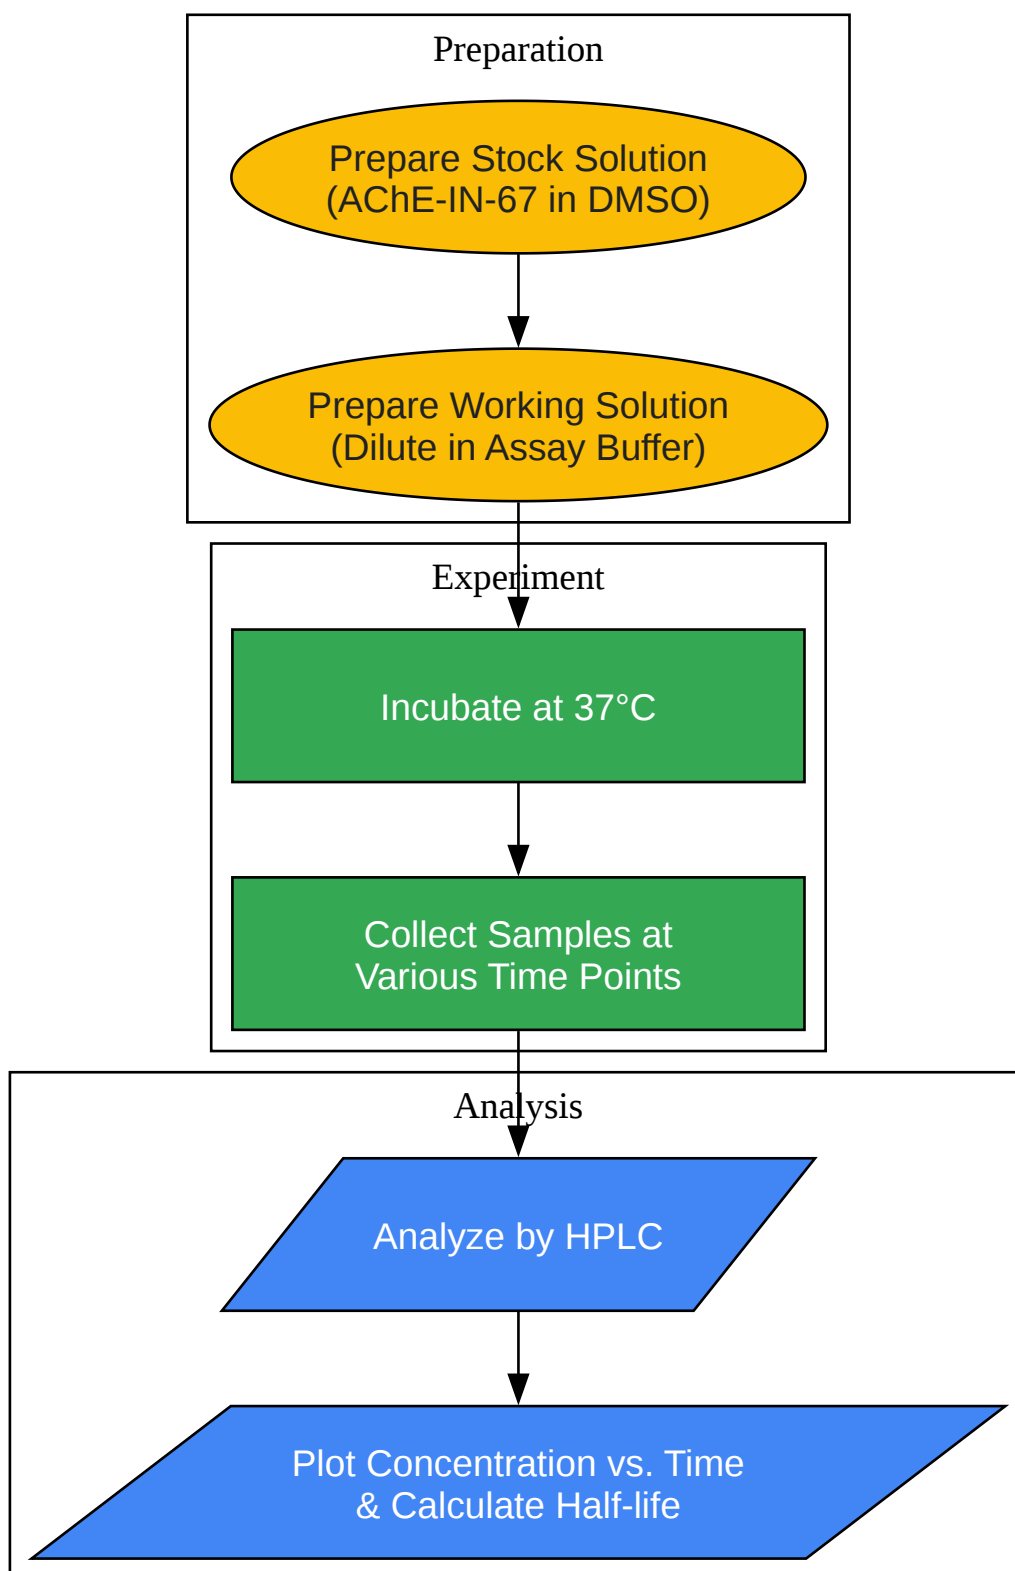 Preparation
Prepare Stock Solution
(AChE-IN-67 in DMSO)
Prepare Working Solution
(Dilute in Assay Buffer)
Experiment
Incubate at 37°C
Collect Samples at
Various Time Points
Analysis
Analyze by HPLC
Plot Concentration vs. Time
& Calculate Half-life